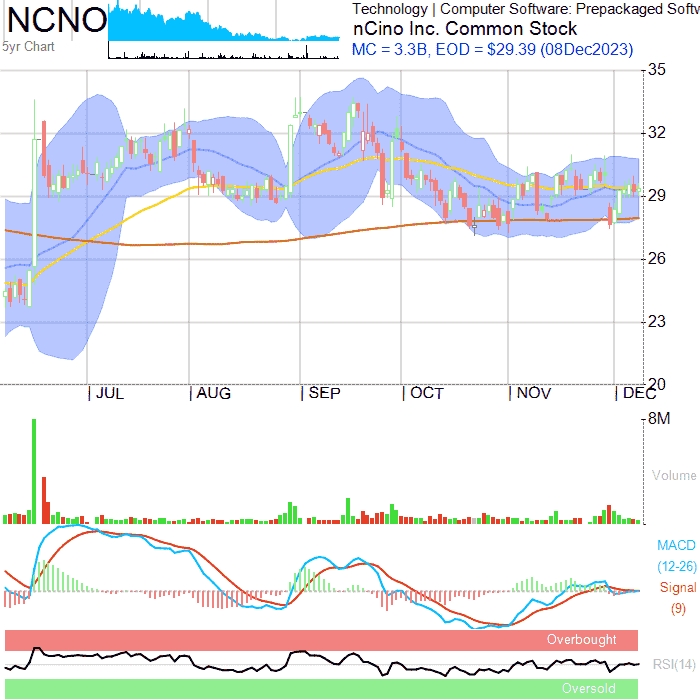 NCNO
5yr Chart
Technology | Computer Software: Prepackaged Softw
nCino Inc. Common Stock
MC = 3.3B, EOD = $29.39 (08Dec2023)
35
32
29
26
23
20
| JUL | AUG | SEP | OCT | NOV | DEC
8M
Volume
MACD
(12-26)
Signal
(9)
Overbought
RSI(14)
Oversold